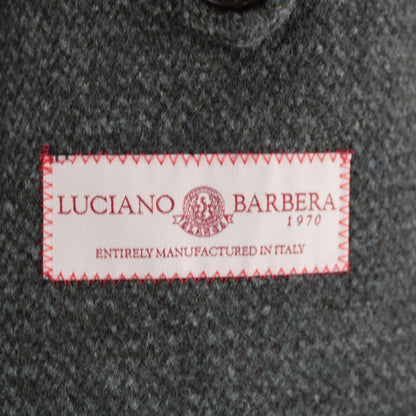 LUCIANO BARBERA
1970
ENTIRELY MANUFACTURED IN ITALY